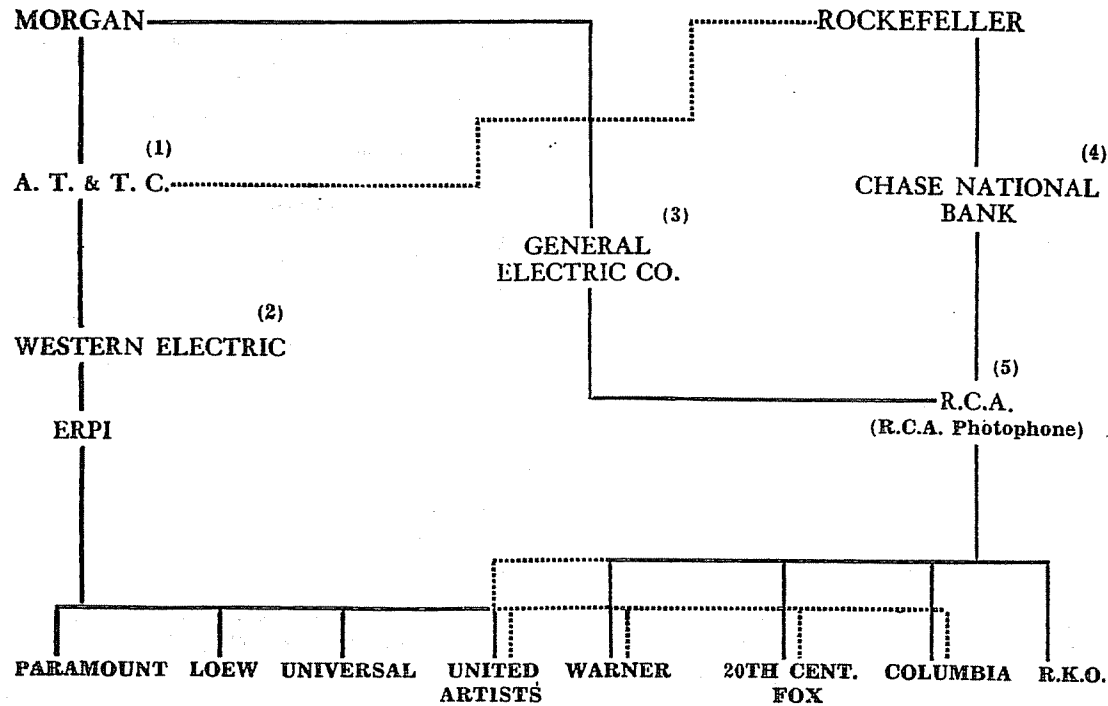 MORGAN
ROCKEFELLER
(1)
A. T. & T. C.
(4)
CHASE NATIONAL
BANK
(3)
GENERAL
ELECTRIC CO.
(2)
WESTERN ELECTRIC
(5)
R.C.A.
(R.C.A. Photophone)
ERPI
PARAMOUNT
LOEW
UNIVERSAL
UNITED
ARTISTS
WARNER
20TH CENT.
FOX
COLUMBIA
R.K.O.